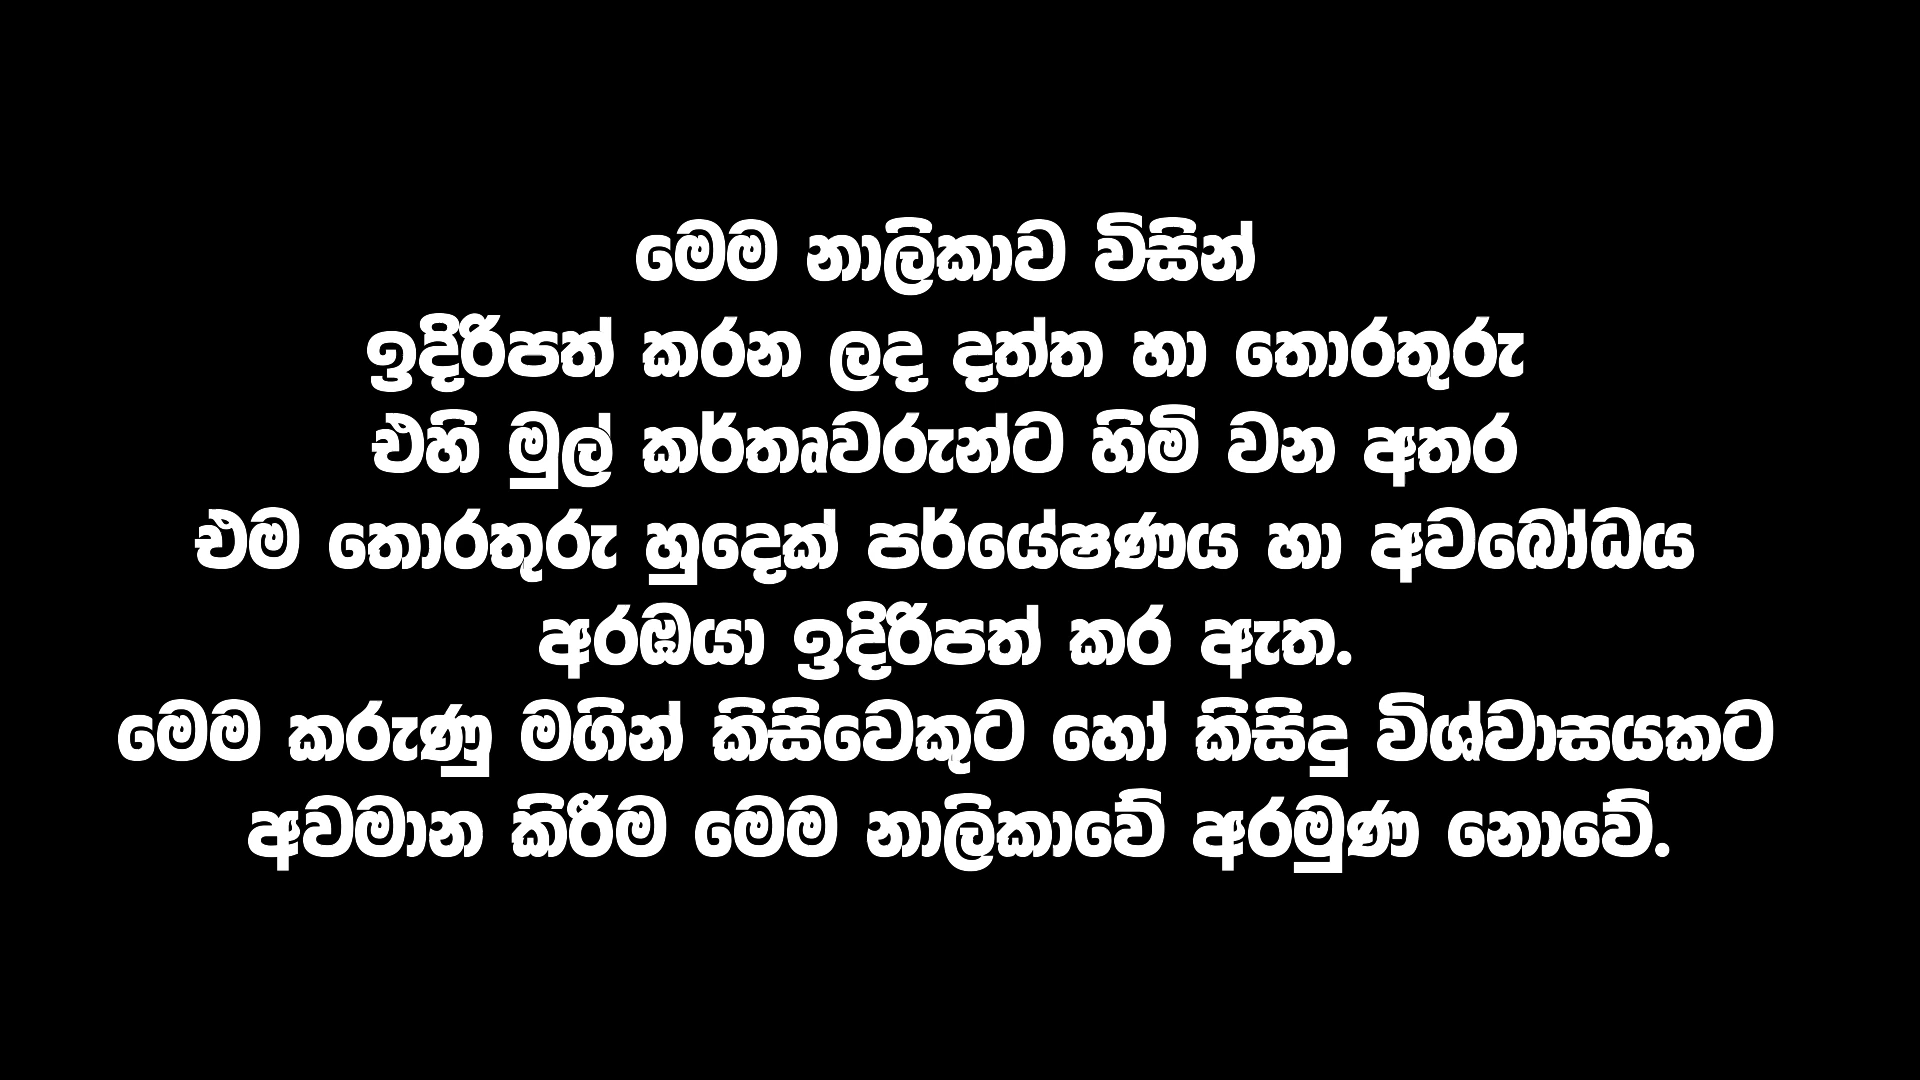 මෙම නාලිකාව විසින්
ඉදිරිපත් කරන ලද දත්ත හා තොරතුරු
එහි මුල් කර්තෘවරුන්ට හිමි වන අතර
එම තොරතුරු හුදෙක් පර්යේෂණය හා අවබෝධය
අරඹයා ඉදිරිපත් කර ඇත.
මෙම කරුණු මගින් කිසිවෙකුට හෝ කිසිදු විශ්වාසයකට
අවමාන කිරීම මෙම නාලිකාවේ අරමුණ නොවේ.